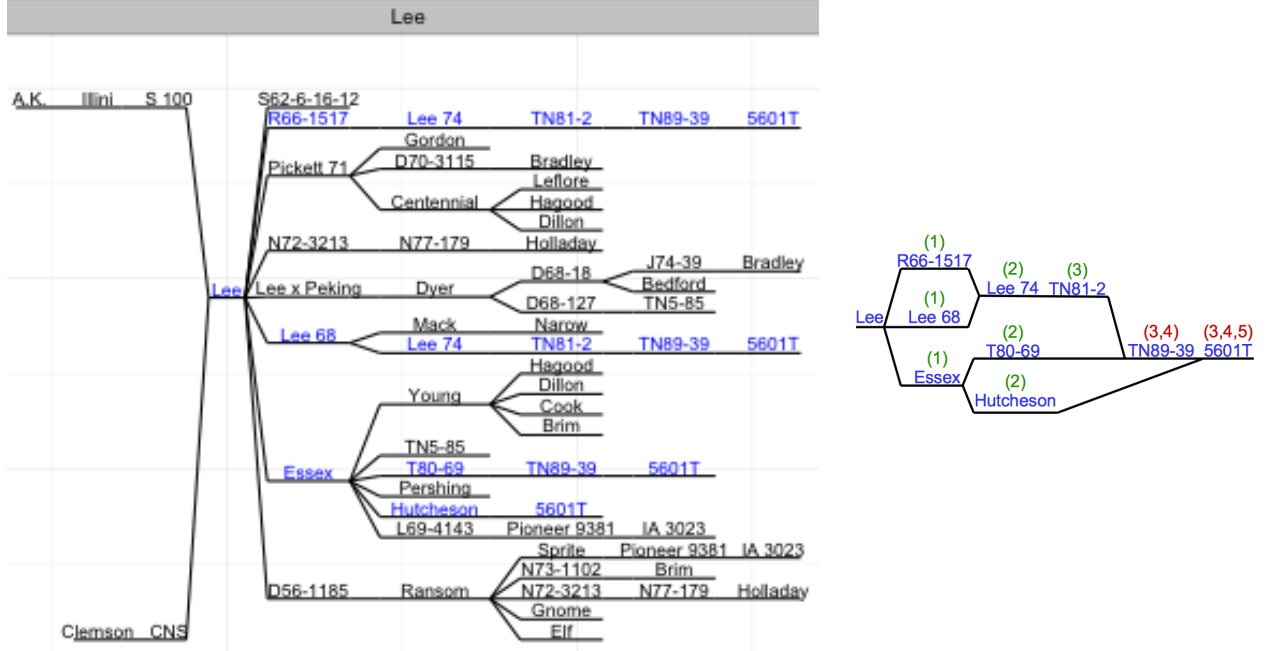 Lee
A.K. Illini S 100 S62-6-16-12
R66-1517 Lee 74 TN81-2 TN89-39 5601T
Gordon
Pickett 71 D70-3115 Bradley
Leflore
Centennial Hagood
Dillon
N72-3213 N77-179 Holladay
J74-39 Bradley
D68-18
Bedford
Lee Lee x Peking Dyer
D68-127 TN5-85
Mack Narow
Lee 68
Lee 74 TN81-2 TN89-39 5601T
Hagood
Dillon
Young
Cook
Brim
TN5-85
Essex T80-69 TN89-39 5601T
Pershing
Hutcheson 5601T
L69-4143 Pioneer 9381 IA 3023
Sprite Pioneer 9381 IA 3023
N73-1102 Brim
D56-1185 Ransom N72-3213 N77-179 Holladay
Gnome
Elf
Clemson CNS
(1)
R66-1517
(2) (3)
Lee 74 TN81-2
(1)
Lee Lee 68
(2) (3,4) (3,4,5)
T80-69 TN89-39 5601T
(1)
Essex
(2)
Hutcheson